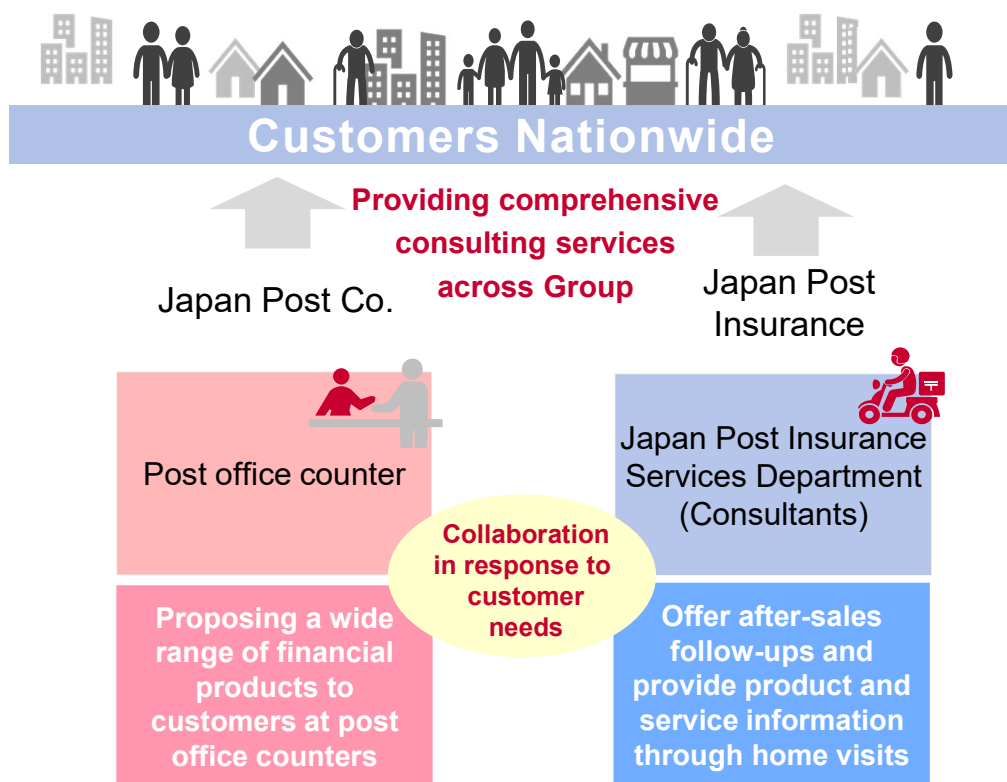 Customers Nationwide
Providing comprehensive
consulting services
across Group
Japan Post Co.
Japan Post
Insurance
Post office counter
Japan Post Insurance
Services Department
(Consultants)
Collaboration
in response to
customer
needs
Proposing a wide
range of financial
products to
customers at post
office counters
Offer after-sales
follow-ups and
provide product and
service information
through home visits